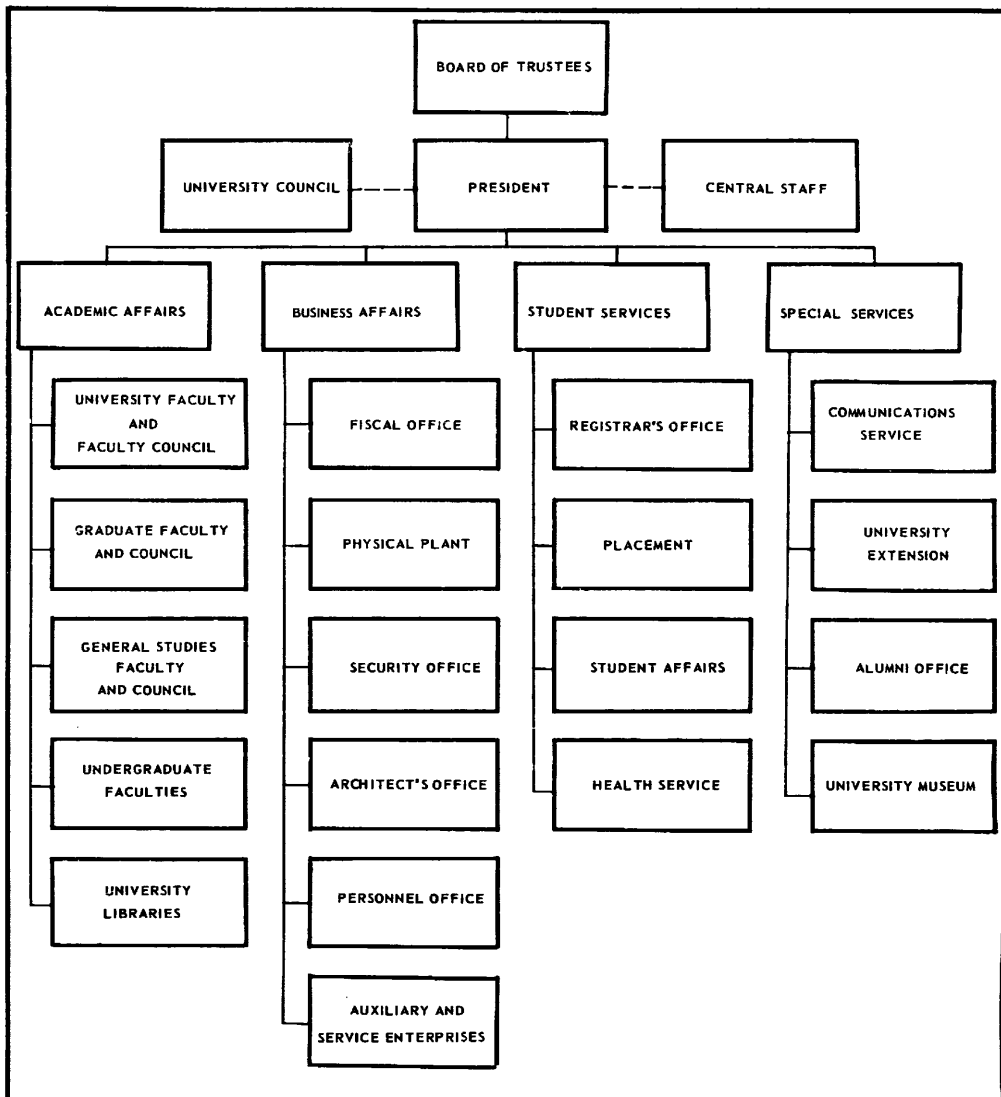 BOARD OF TRUSTEES
UNIVERSITY COUNCIL
PRESIDENT
CENTRAL STAFF
ACADEMIC AFFAIRS
BUSINESS AFFAIRS
STUDENT SERVICES
SPECIAL SERVICES
UNIVERSITY FACULTY
AND
FACULTY COUNCIL
GRADUATE FACULTY
AND COUNCIL
GENERAL STUDIES
FACULTY
AND COUNCIL
UNDERGRADUATE
FACULTIES
UNIVERSITY
LIBRARIES
FISCAL OFFICE
PHYSICAL PLANT
SECURITY OFFICE
ARCHITECT'S OFFICE
PERSONNEL OFFICE
AUXILIARY AND
SERVICE ENTERPRISES
REGISTRAR'S OFFICE
PLACEMENT
STUDENT AFFAIRS
HEALTH SERVICE
COMMUNICATIONS
SERVICE
UNIVERSITY
EXTENSION
ALUMNI OFFICE
UNIVERSITY MUSEUM